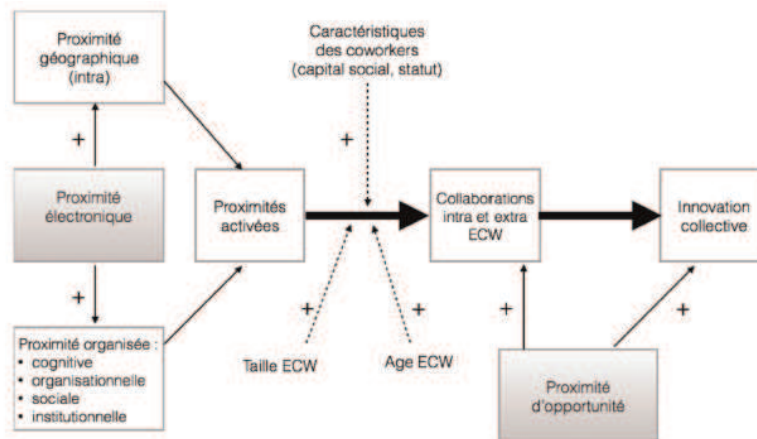 Proximité
géographique
(intra)
Caractéristiques
des coworkers
(capital social, statut)
+
+
Proximité
électronique
Proximités
activées
Collaborations
intra et extra
ECW
Innovation
collective
+
+
+
+
+
Proximité organisée :
• cognitive
• organisationnelle
• sociale
• institutionnelle
Taille ECW
Age ECW
Proximité
d'opportunité